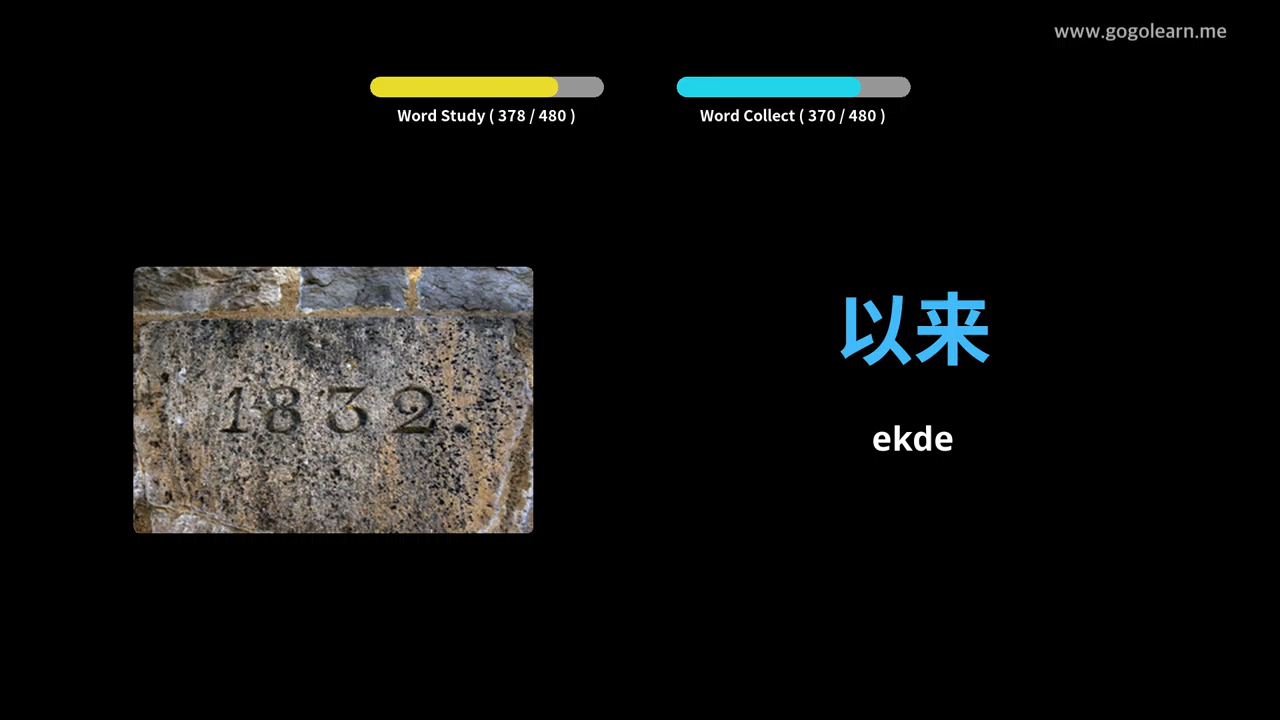 www.gogolearn.me
Word Study ( 378 / 480 )
Word Collect ( 370 / 480 )
1832.
以来
ekde